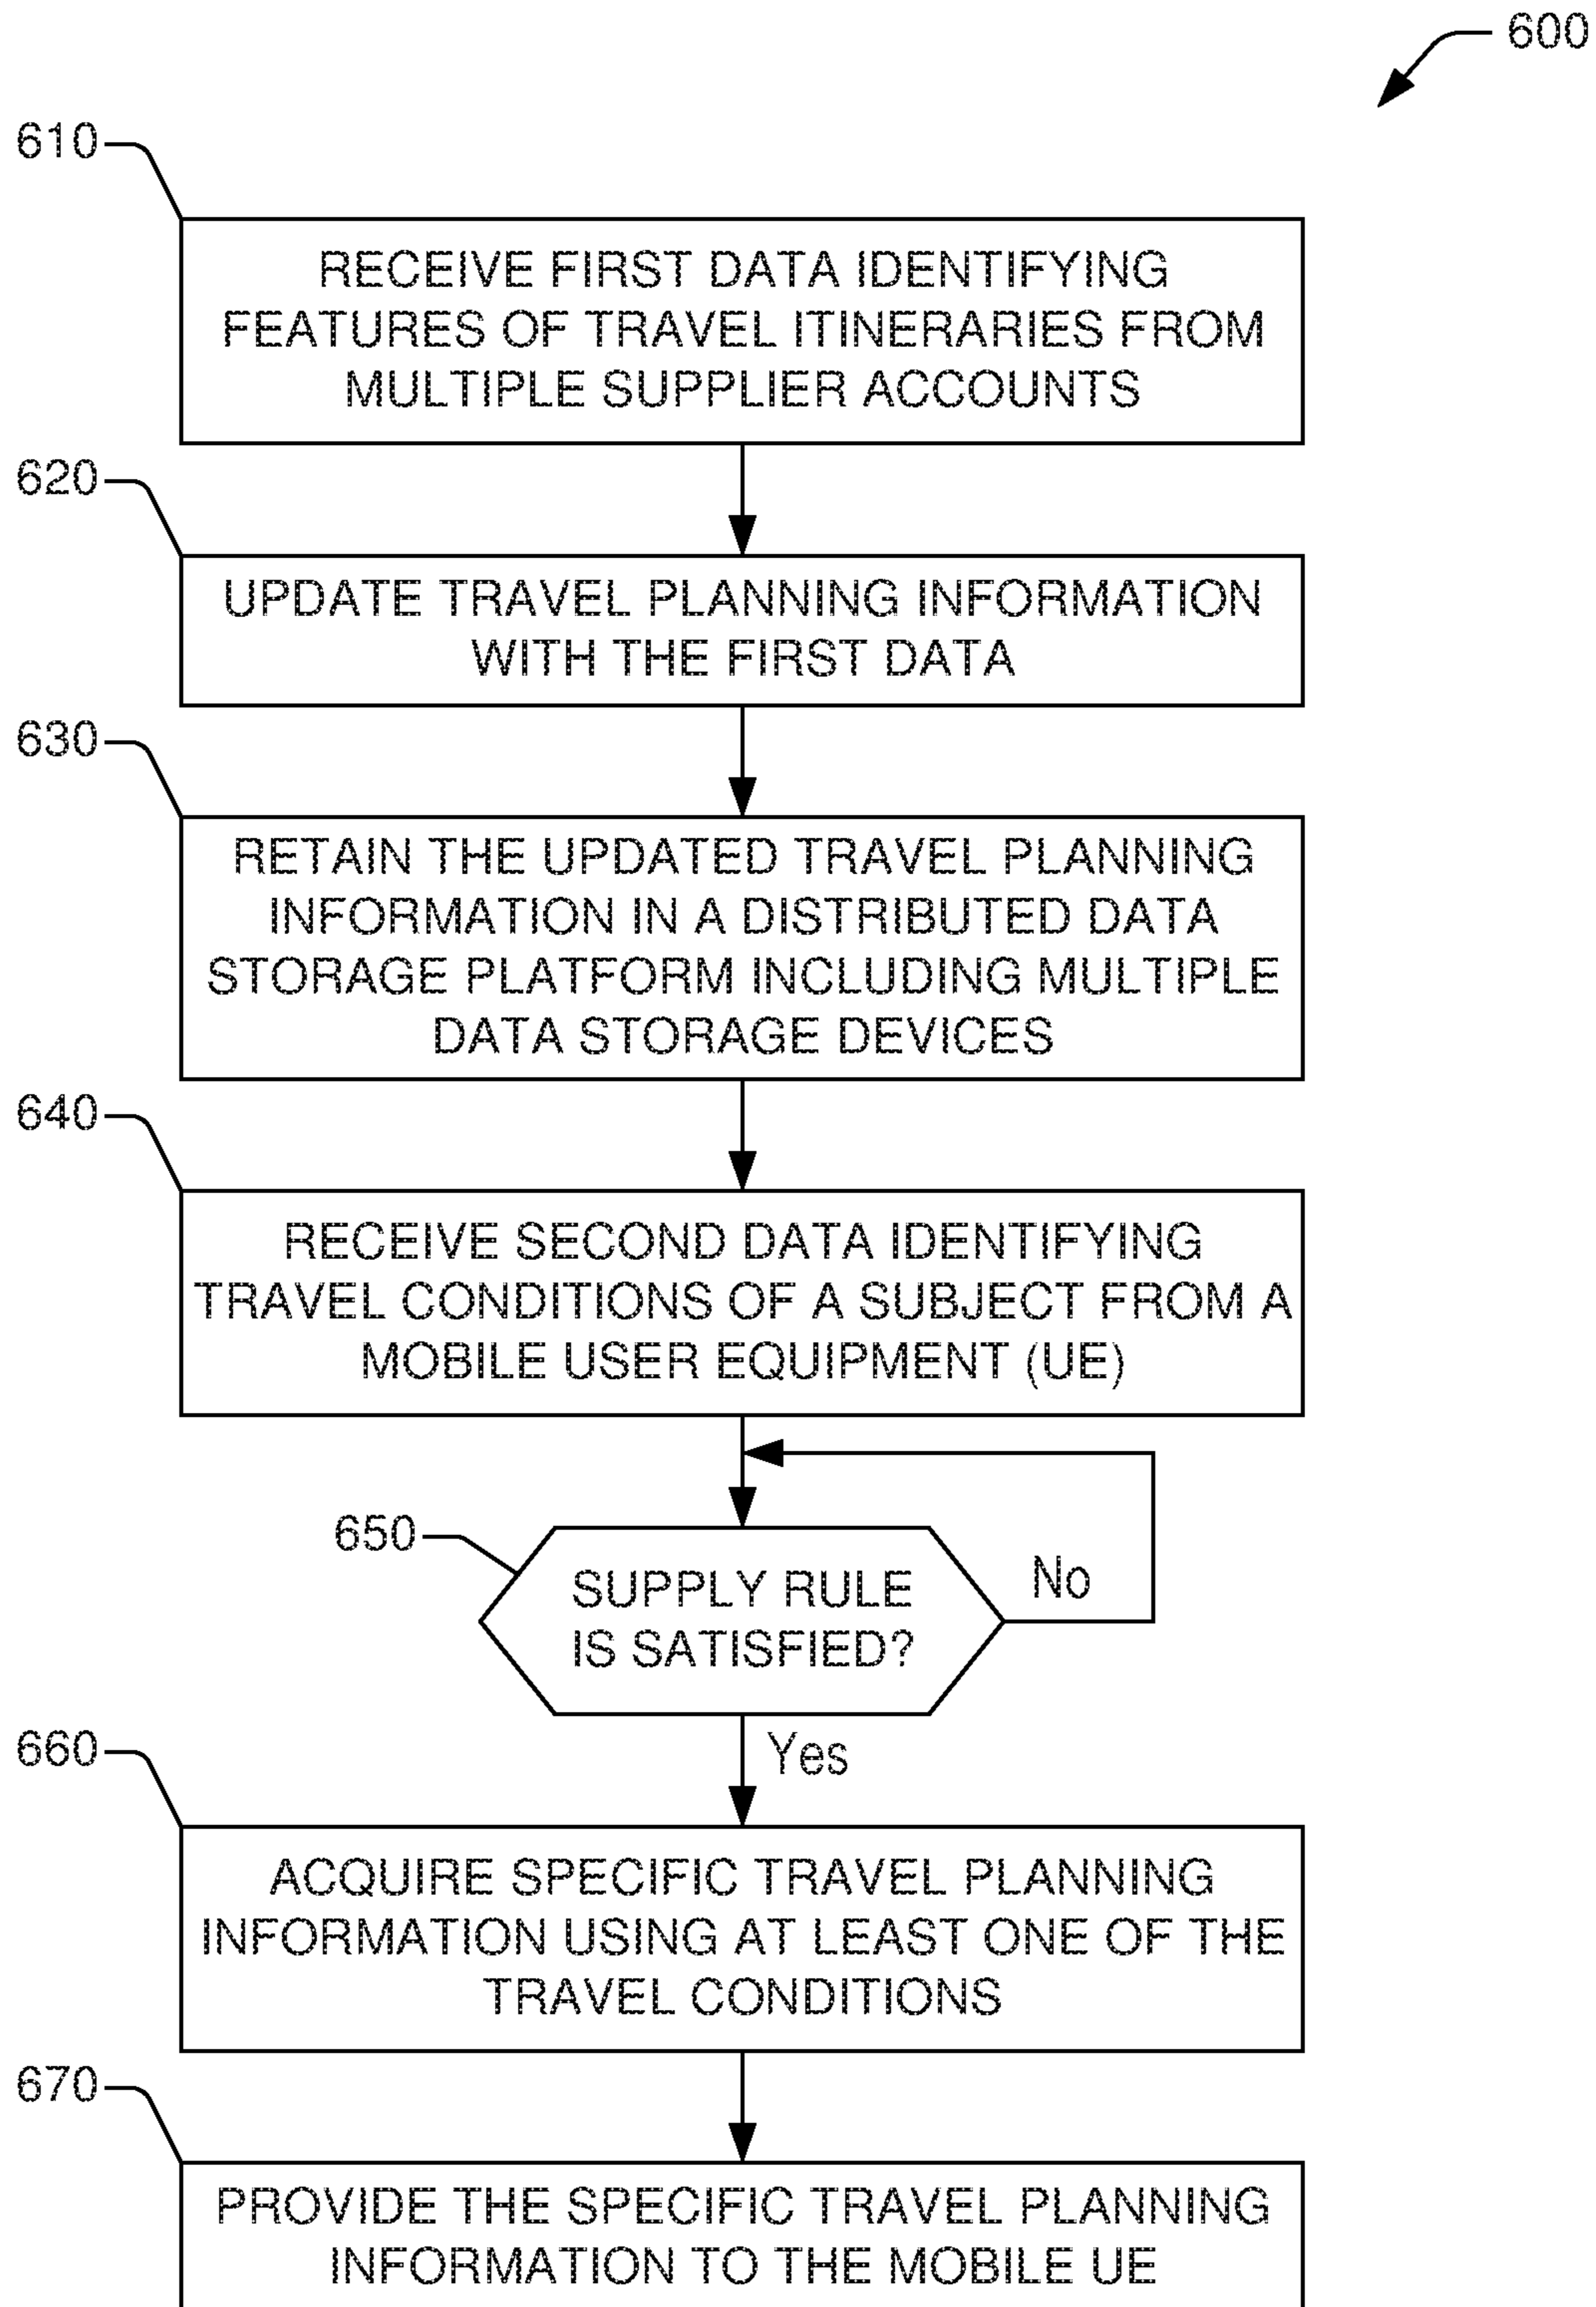 600
610
RECEIVE FIRST DATA IDENTIFYING
FEATURES OF TRAVEL ITINERARIES FROM
MULTIPLE SUPPLIER ACCOUNTS
620
UPDATE TRAVEL PLANNING INFORMATION
WITH THE FIRST DATA
630
RETAIN THE UPDATED TRAVEL PLANNING
INFORMATION IN A DISTRIBUTED DATA
STORAGE PLATFORM INCLUDING MULTIPLE
DATA STORAGE DEVICES
640
RECEIVE SECOND DATA IDENTIFYING
TRAVEL CONDITIONS OF A SUBJECT FROM A
MOBILE USER EQUIPMENT (UE)
650
SUPPLY RULE
IS SATISFIED?
No
Yes
660
ACQUIRE SPECIFIC TRAVEL PLANNING
INFORMATION USING AT LEAST ONE OF THE
TRAVEL CONDITIONS
670
PROVIDE THE SPECIFIC TRAVEL PLANNING
INFORMATION TO THE MOBILE UE